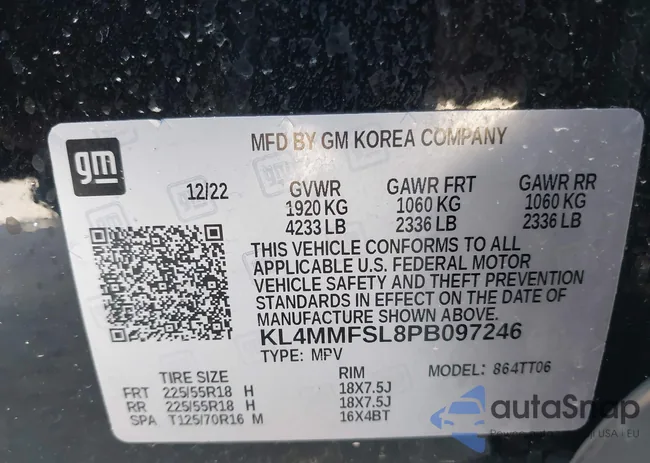 MFD BY GM KOREA COMPANY
gm
12/22 GVWR GAWR FRT GAWR RR
1920 KG 1060 KG 1060 KG
4233 LB 2336 LB 2336 LB
THIS VEHICLE CONFORMS TO ALL
APPLICABLE U.S. FEDERAL MOTOR
VEHICLE SAFETY AND THEFT PREVENTION
STANDARDS IN EFFECT ON THE DATE OF
MANUFACTURE SHOWN ABOVE.
KL4MMFSL8PB097246
TYPE: MPV MODEL: 864TT06
TIRE SIZE RIM
FRT 225/55R18 H 18X7.5J
RR 225/55R18 H 18X7.5J
SPA T125/70R16 M 16X4BT
autoSnap
USA EU